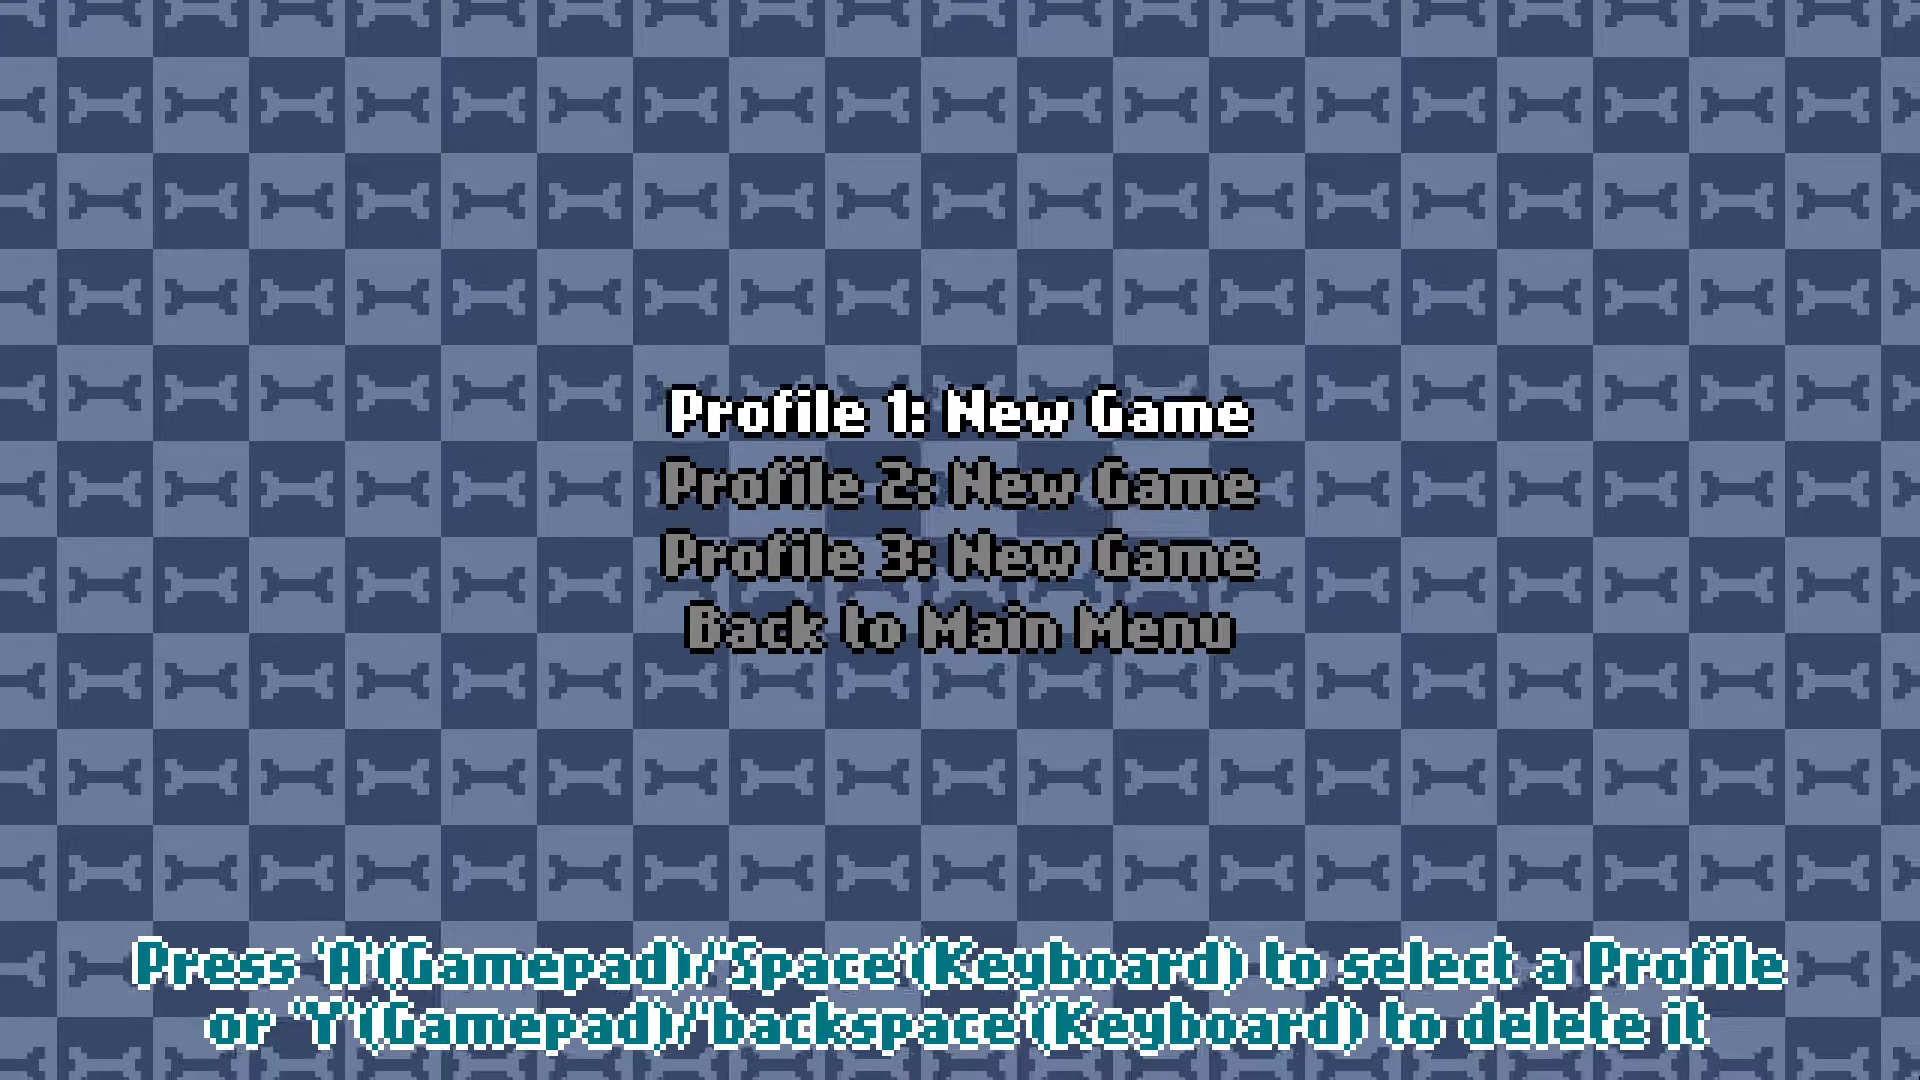 Profile 1: New Game
Profile 2: New Game
Profile 3: New Game
Back to Main Menu
Press 'A'(Gamepad)/'Space'(Keyboard) to select a Profile
or 'Y'(Gamepad)/'backspace'(Keyboard) to delete it